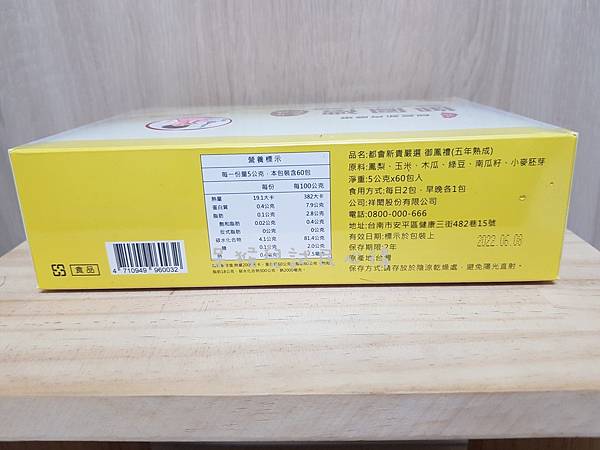 營養標示
每一份量5公克，本包裝含60包
每份 每100公克
熱量 19.1大卡 382大卡
蛋白質 0.4公克 7.9公克
脂肪 0.1公克 2.8公克
飽和脂肪 0.02公克 0.4公克
反式脂肪 0公克 0公克
碳水化合物 4.1公克 81.4公克
糖 0.1公克 2.0公克
鈉
品名:都會新貴嚴選 御鳳禮(五年熟成)
原料:鳳梨、玉米、木瓜、綠豆、南瓜籽、小麥胚芽
淨重:5公克x60包入
食用方式:每日2包，早晚各1包
公司:祥閎股份有限公司
電話:0800-000-666
地址:台南市安平區健康三街482巷15號
有效日期:標示於包裝上
2022.06.08
保存期限:2年
原產地:台灣
保存方式:請存放於陰涼乾燥處，避免陽光直射。
食品
4 710949 960032